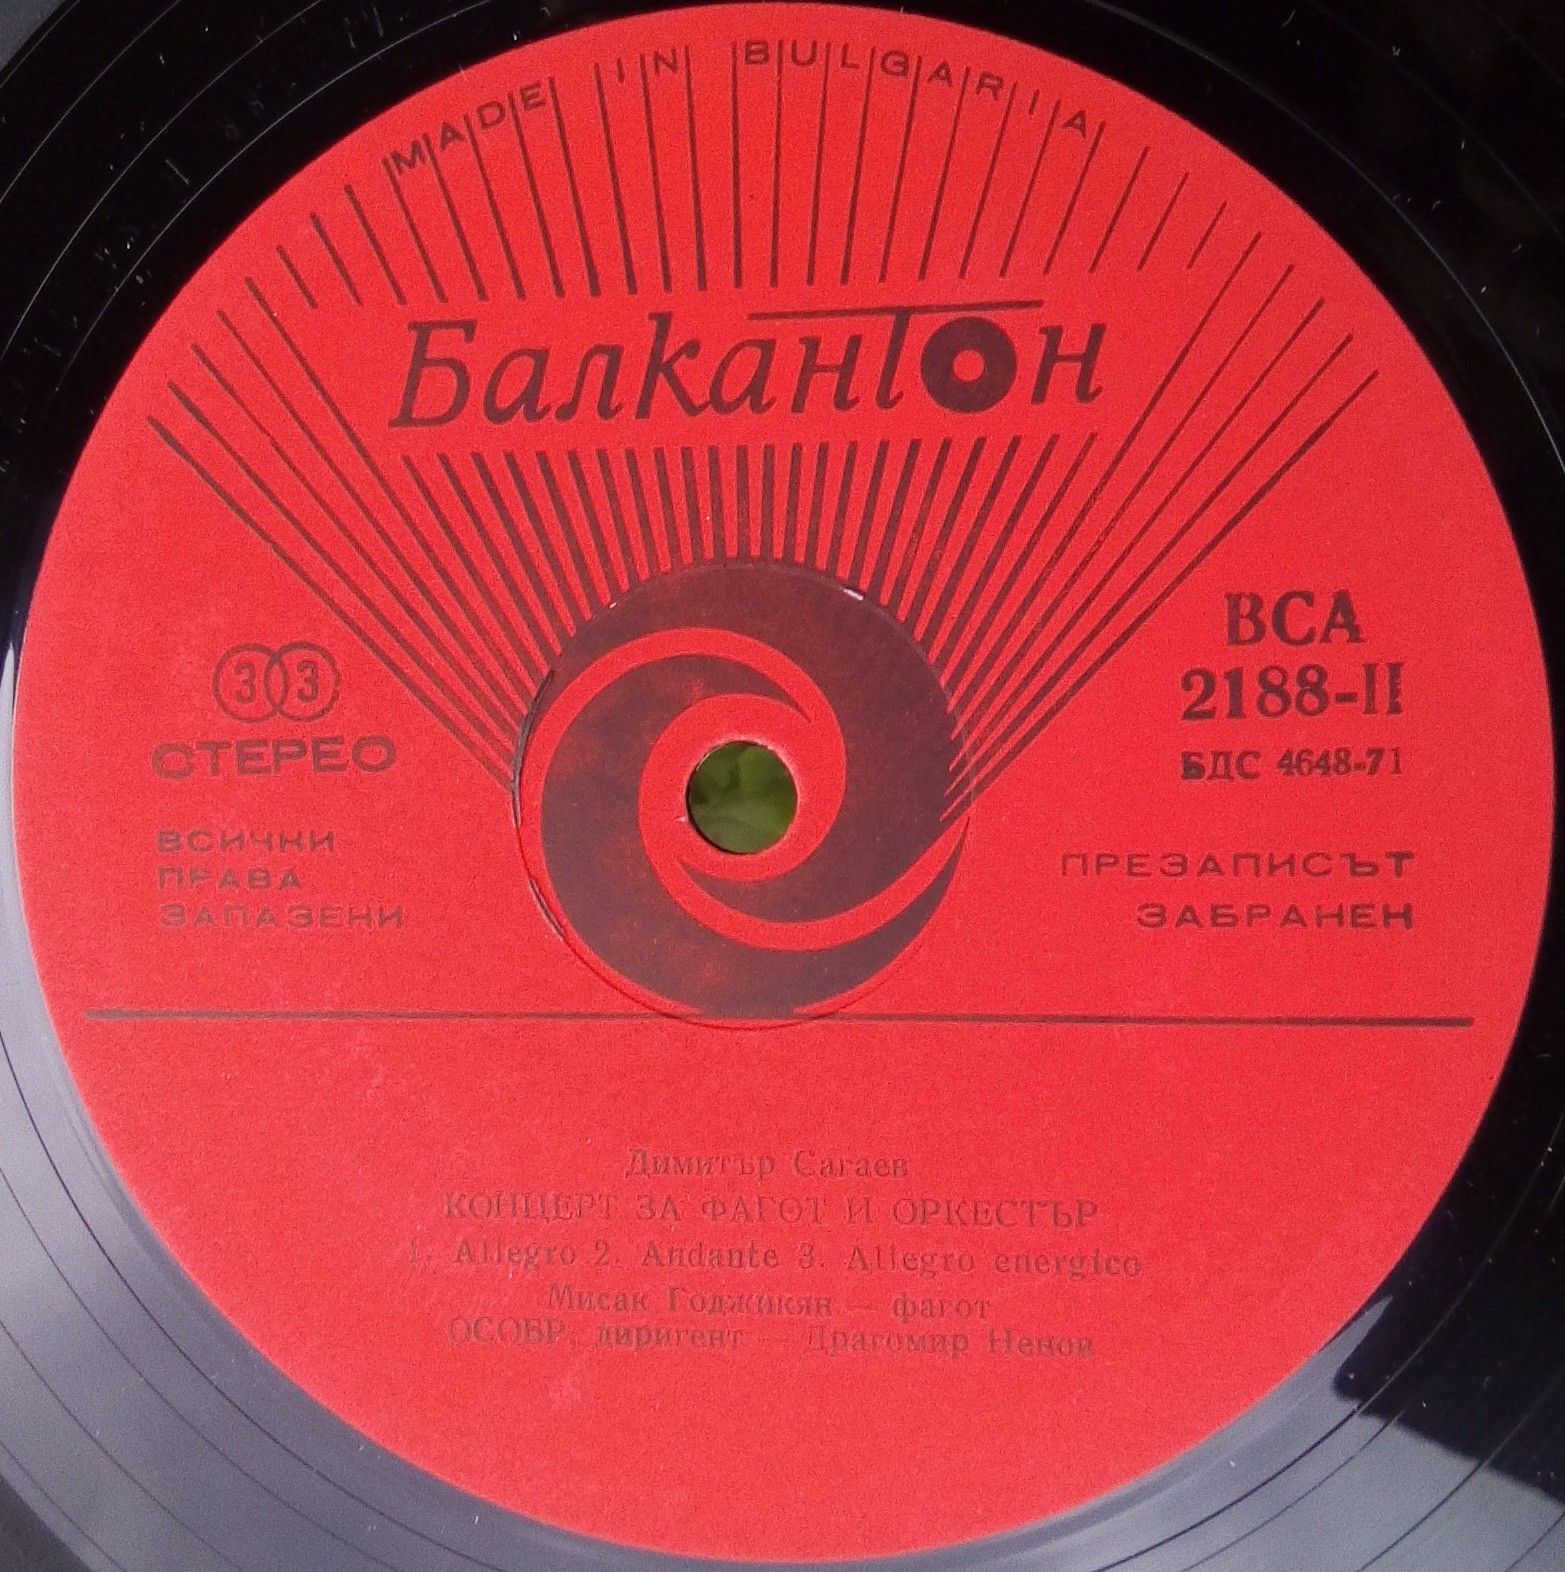 MADE IN BULGARIA
Балкантон
33
СТЕРЕО
ВСИЧКИ
ПРАВА
ЗАПАЗЕНИ
ВСА
2188-II
БДС 4648-71
ПРЕЗАПИСЪТ
ЗАБРАНЕН
Димитър Сагаев
КОНЦЕРТ ЗА ФАГОТ И ОРКЕСТЪР
1. Allegro 2. Andante 3. Allegro energico
Мисак Годжикян — фагот
ОСОБР, диригент — Драгомир Ненов